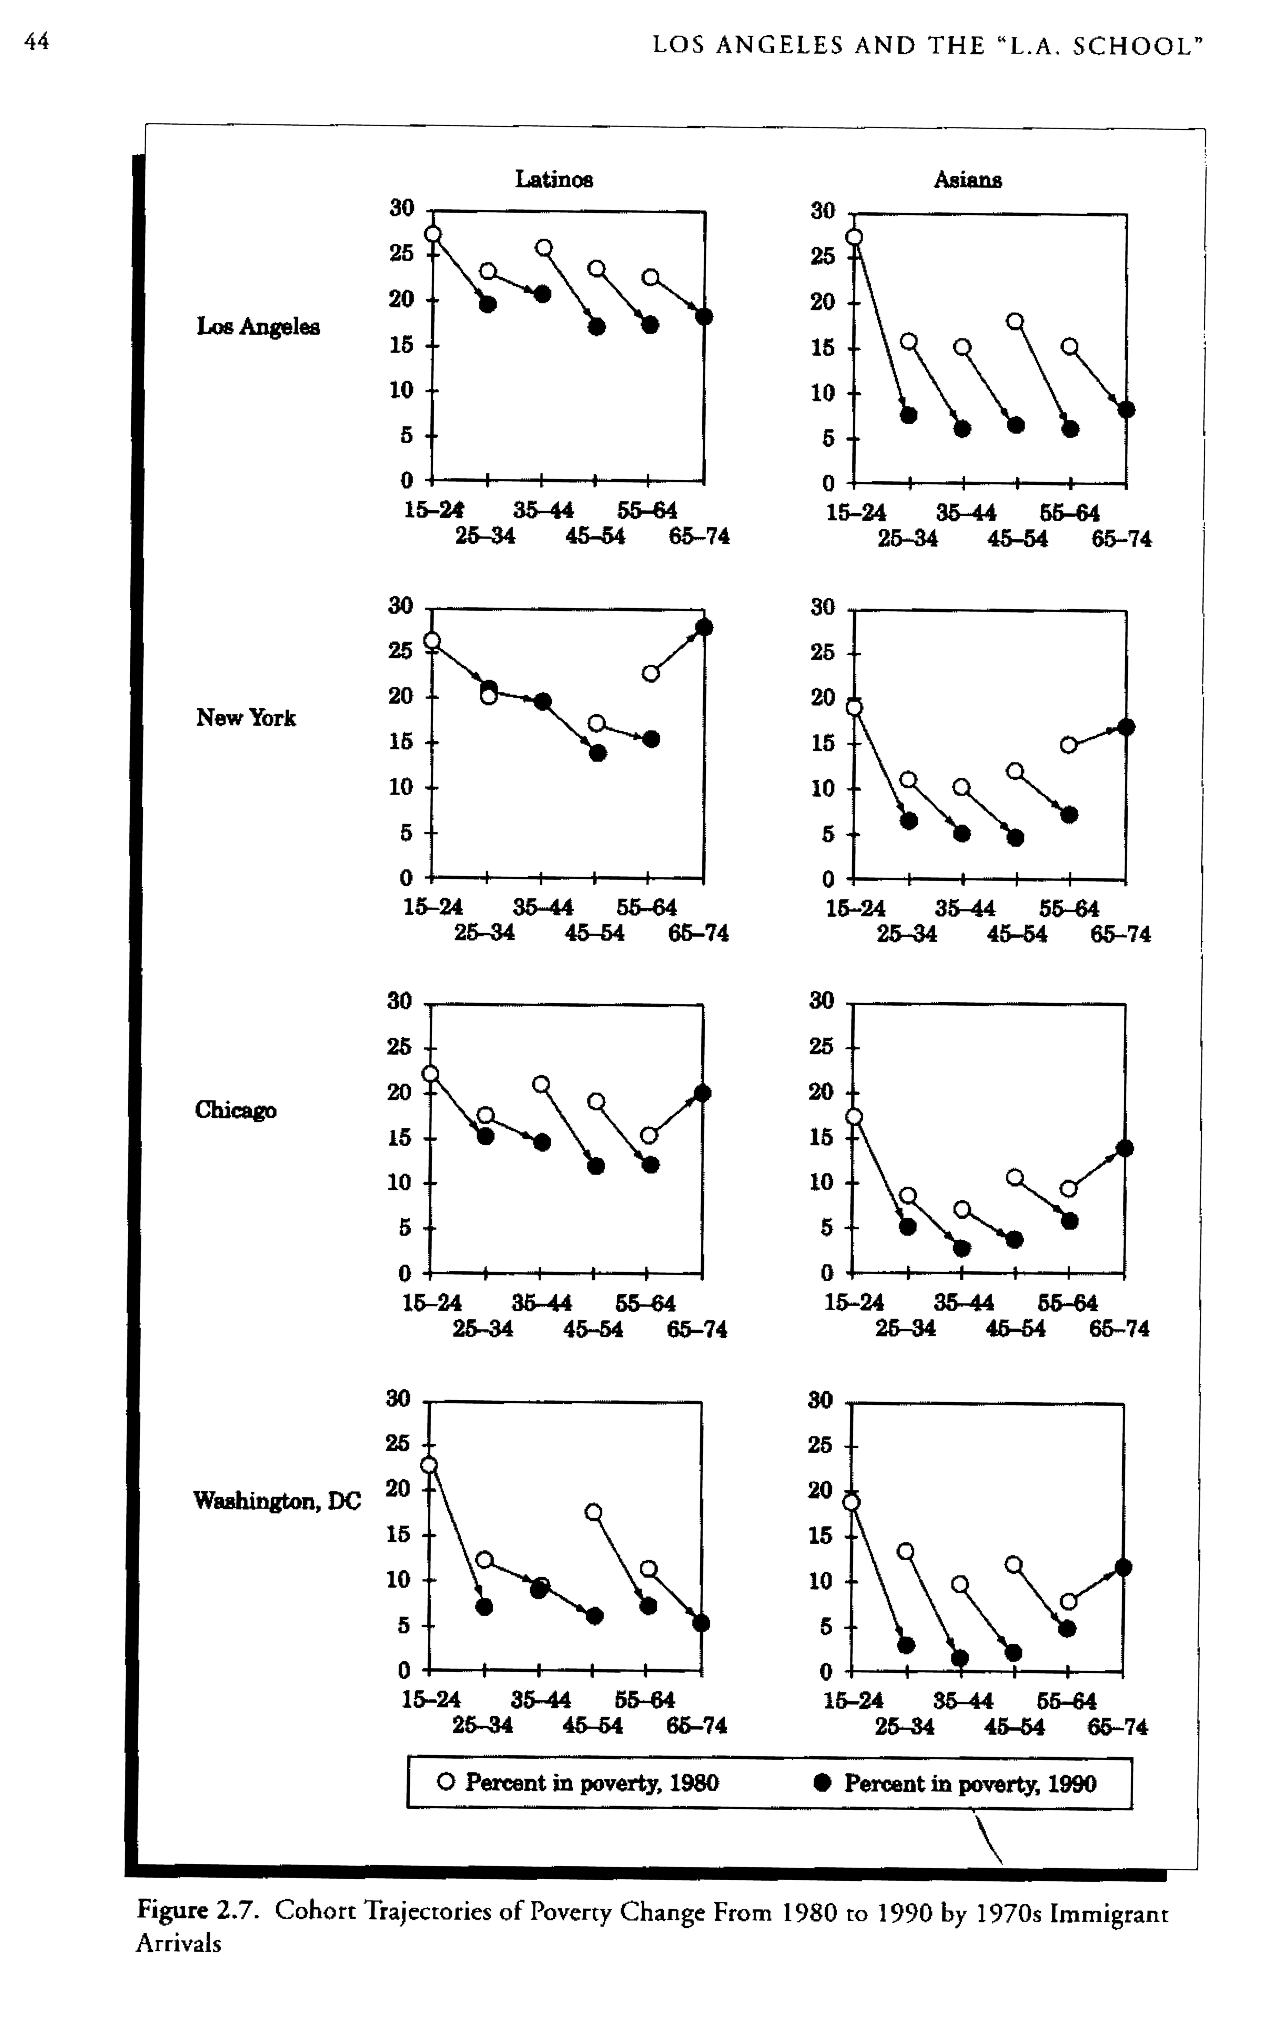 44
LOS ANGELES AND THE “L.A. SCHOOL”
Latinos
Asians
Los Angeles
30
25
20
15
10
5
0
15–24 35–44 55–64
25–34 45–54 65–74
30
25
20
15
10
5
0
15–24 35–44 55–64
25–34 45–54 65–74
New York
30
25
20
15
10
5
0
15–24 35–44 55–64
25–34 45–54 65–74
30
25
20
15
10
5
0
15–24 35–44 55–64
25–34 45–54 65–74
Chicago
30
25
20
15
10
5
0
15–24 35–44 55–64
25–34 45–54 65–74
30
25
20
15
10
5
0
15–24 35–44 55–64
25–34 45–54 65–74
Washington, DC
30
25
20
15
10
5
0
15–24 35–44 55–64
25–34 45–54 65–74
30
25
20
15
10
5
0
15–24 35–44 55–64
25–34 45–54 65–74
Percent in poverty, 1980
Percent in poverty, 1990
Figure 2.7. Cohort Trajectories of Poverty Change From 1980 to 1990 by 1970s Immigrant
Arrivals